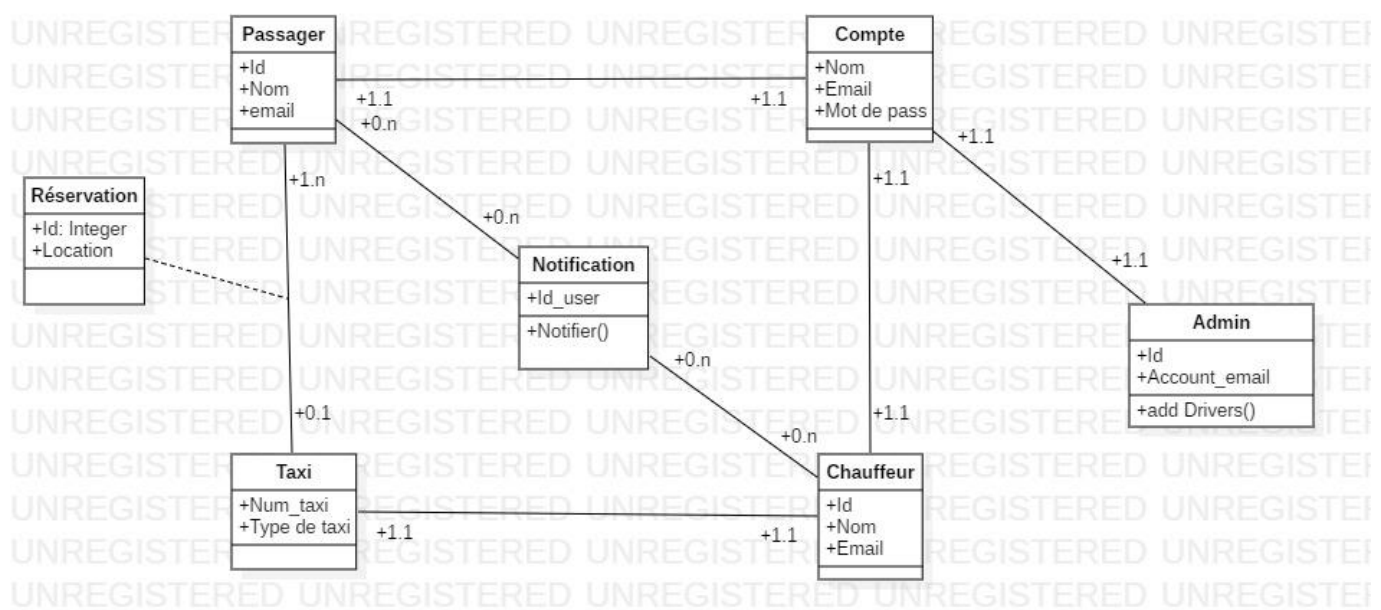 UNREGISTERED UNREGISTERED UNREGISTERED
Passager
+Id
+Nom
+email
Compte
+Nom
+Email
+Mot de pass
+1.1
+1.1
+0.n
+1.1
+1.n
+1.1
Réservation
+Id: Integer
+Location
+0.n
Notification
+Id_user
+Notifier()
+1.1
Admin
+Id
+Account_email
+add Drivers()
+0.n
+0.1
+1.1
+0.n
Taxi
+Num_taxi
+Type de taxi
Chauffeur
+Id
+Nom
+Email
+1.1
+1.1